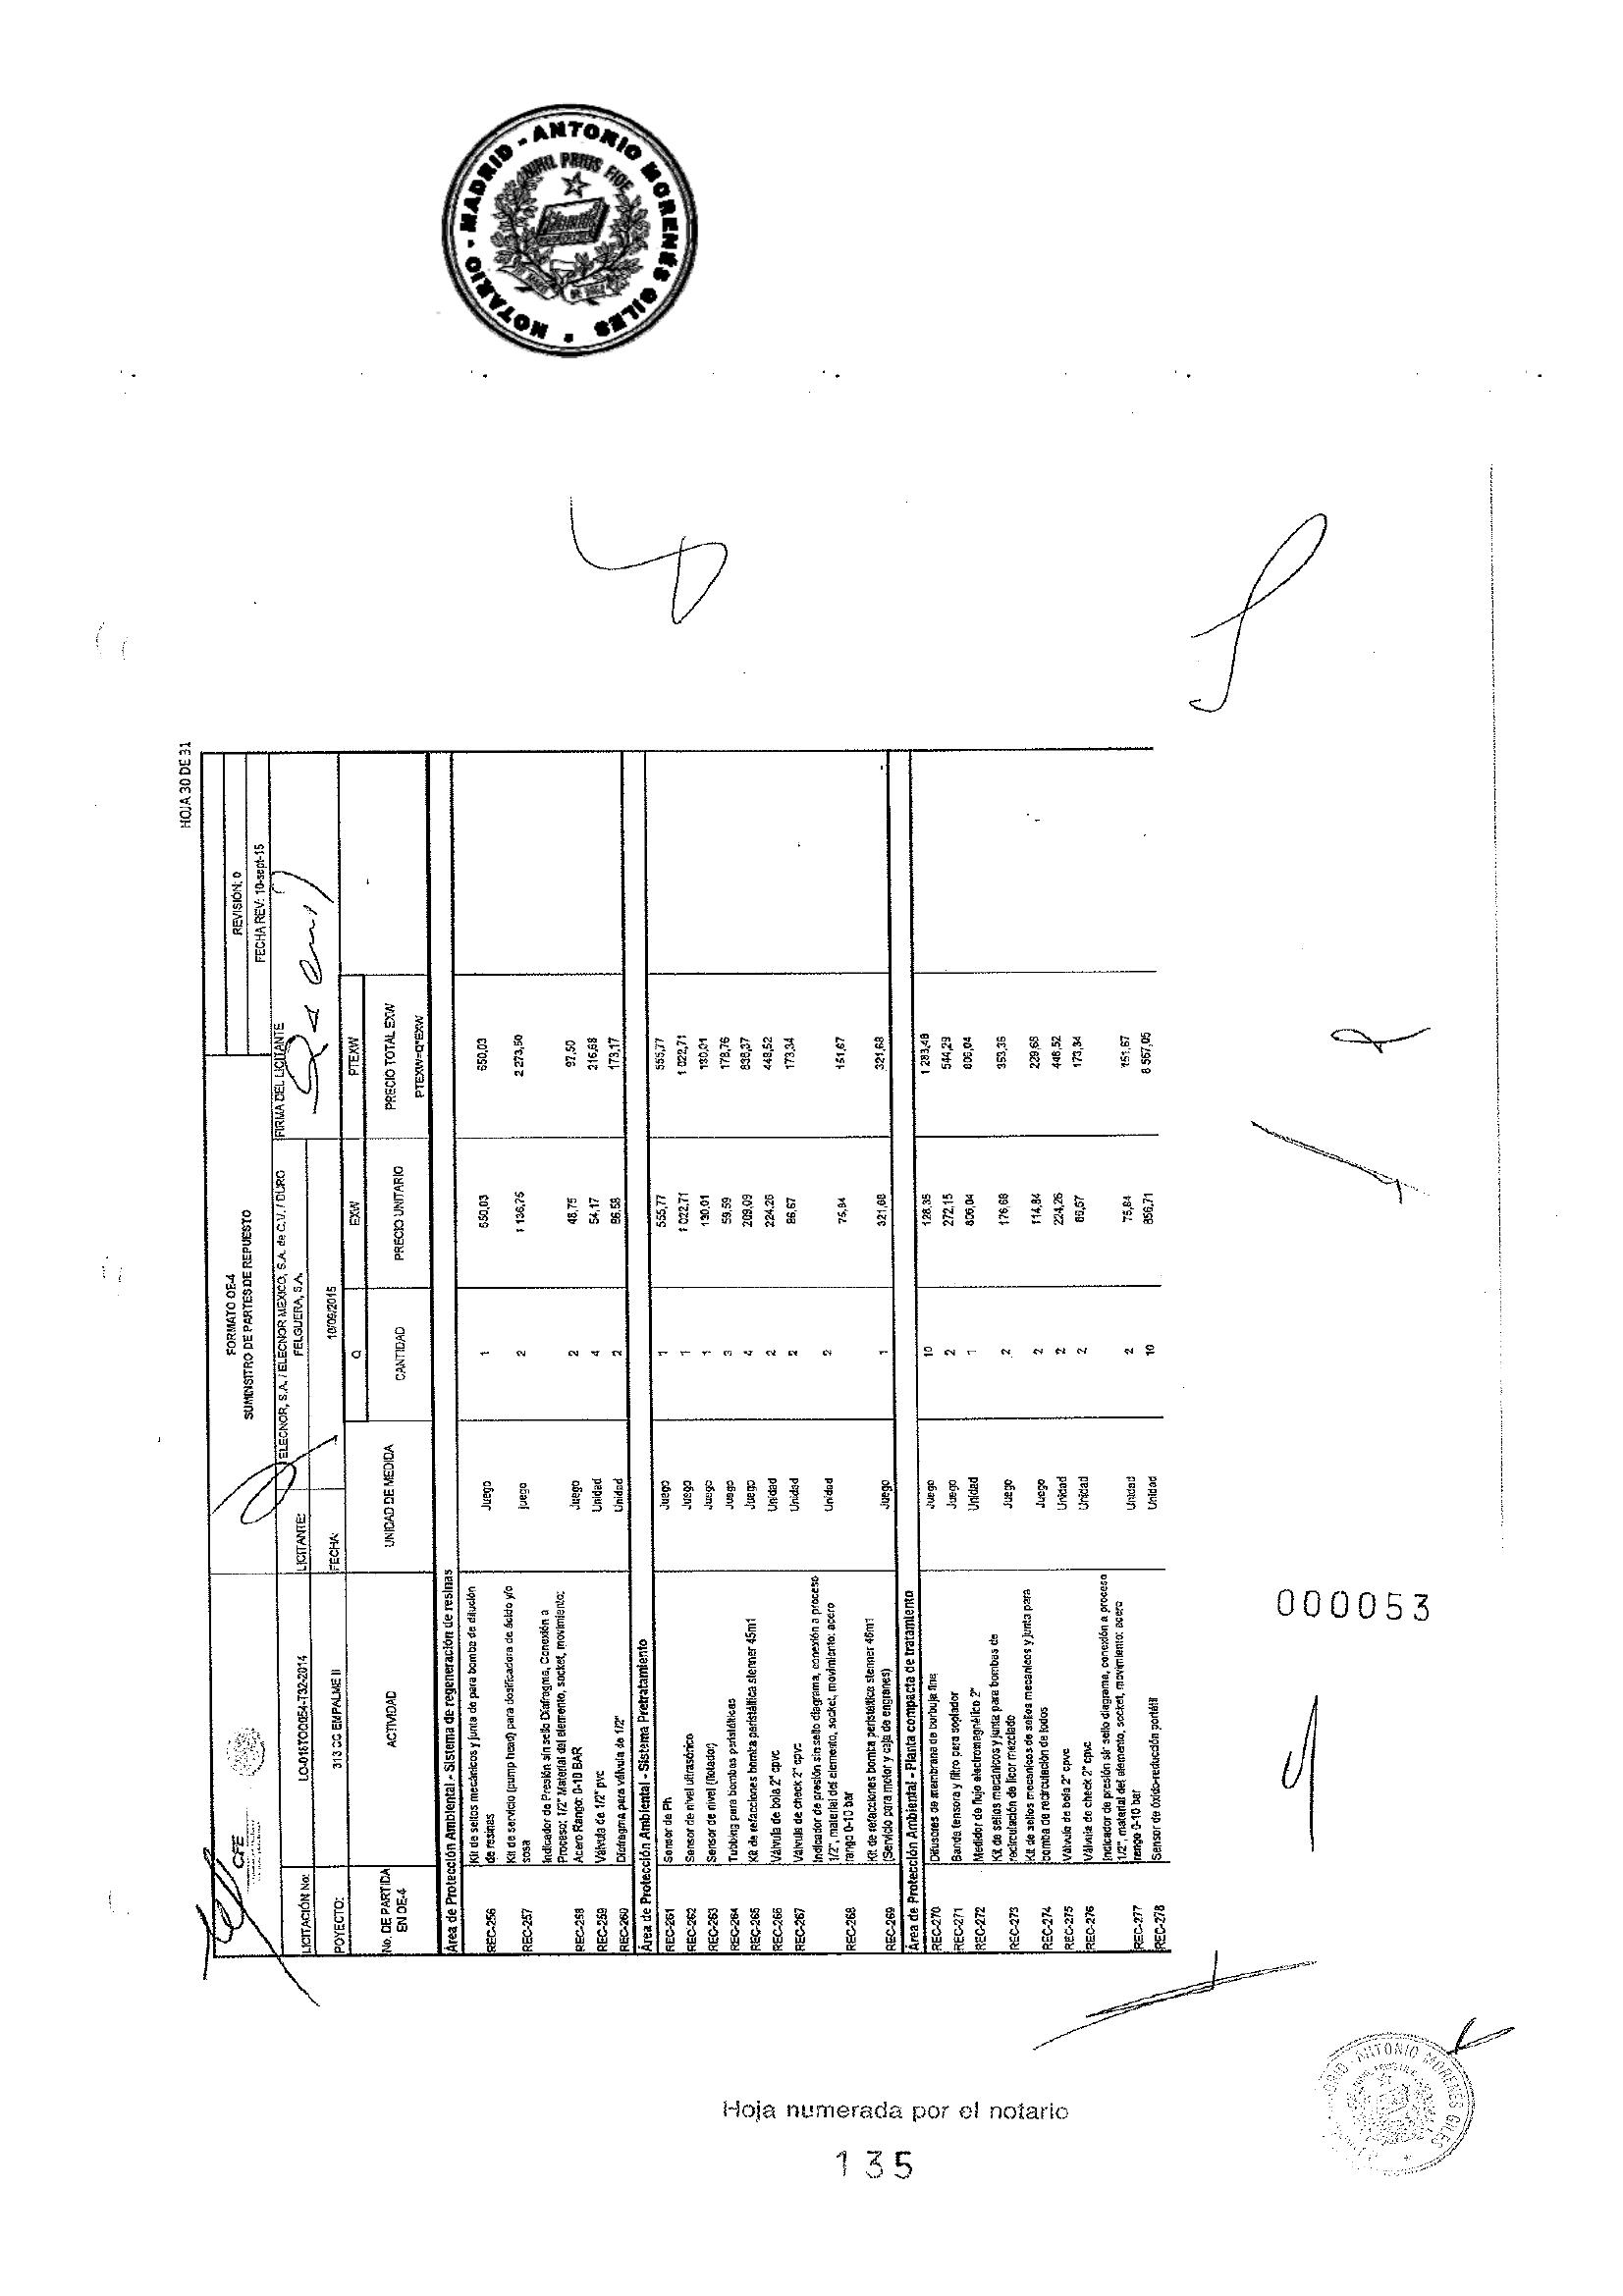 NOTARIO - MADRID - ANTONIO MORENÉS GILES
NIHIL PRIUS FIDE
HOJA 30 DE 31
CFE
FORMATO OE-4
SUMINISTRO DE PARTES DE REPUESTO
REVISIÓN: 0
FECHA REV: 10-sept-15
LICITACIÓN No: LO-018TOQ054-T32-2014
LICITANTE: ELECNOR, S.A. / ELECNOR MEXICO, S.A. de C.V. / DURO FELGUERA, S.A.
FIRMA DEL LICITANTE
POYECTO: 313 CC EMPALME II
FECHA: 10/09/2015
Q EXW PTEXW
No. DE PARTIDA EN OE-4 ACTIVIDAD UNIDAD DE MEDIDA CANTIDAD PRECIO UNITARIO PRECIO TOTAL EXW PTEXW=Q*EXW
Área de Protección Ambiental - Sistema de regeneración de resinas
REC-256 Kit de sellos mecánicos y junta de para bomba de dilución de resinas Juego 1 650,03 650,03
REC-257 Kit de servicio (pump head) para dosificadora de ácido y/o sosa juego 2 1 136,75 2 273,50
REC-258 Indicador de Presión sin sello Diafragma, Conexión a Proceso; 1/2" Material del elemento, socket, movimiento: Acero Rango: 0-10 BAR Juego 2 48,75 97,50
REC-259 Válvula de 1/2" pvc Unidad 4 54,17 216,68
REC-260 Diafragma para válvula de 1/2" Unidad 2 86,58 173,17
Área de Protección Ambiental - Sistema Pretratamiento
REC-261 Sensor de Ph Juego 1 555,77 555,77
REC-262 Sensor de nivel ultrasónico Juego 1 1 022,71 1 022,71
REC-263 Sensor de nivel (flotador) Juego 1 130,01 130,01
REC-264 Tubbing para bombas peristálticas Juego 3 59,59 178,76
REC-265 Kit de refacciones bomba peristáltica stenner 45m1 Juego 4 209,09 836,37
REC-266 Válvula de bola 2" cpvc Unidad 2 224,26 448,52
REC-267 Válvula de check 2" cpvc Unidad 2 86,67 173,34
REC-268 Indicador de presión sin sello diagrama, conexión a proceso 1/2", material del elemento, socket, movimiento: acero rango 0-10 bar Unidad 2 75,84 151,67
REC-269 Kit de refacciones bomba peristáltica stenner 45m1 (Servicio para motor y caja de engranes) Juego 1 321,68 321,68
Área de Protección Ambiental - Planta compacta de tratamiento
REC-270 Difusores de membrana de burbuja fina Juego 10 128,35 1 283,48
REC-271 Banda tensora y filtro para soplador Juego 2 272,15 544,29
REC-272 Medidor de flujo electromagnético 2" Unidad 1 806,04 806,04
REC-273 Kit de sellos mecánicos y junta para bombas de recirculación de licor mezclado Juego 2 176,68 353,36
REC-274 Kit de sellos mecanicos de sellos mecanicos y junta para bomba de recirculación de lodos Juego 2 114,84 229,68
REC-275 Válvula de bola 2" cpvc Unidad 2 224,26 448,52
REC-276 Válvula de check 2" cpvc Unidad 2 86,67 173,34
REC-277 Indicador de presión sin sello diagrama, conexión a proceso 1/2", material del elemento, socket, movimiento: acero rango 0-10 bar Unidad 2 75,84 151,67
REC-278 Sensor de óxido-reducción portátil Unidad 10 856,71 8 567,05
000053
Hoja numerada por el notario
135
ANTONIO MORENES GILES